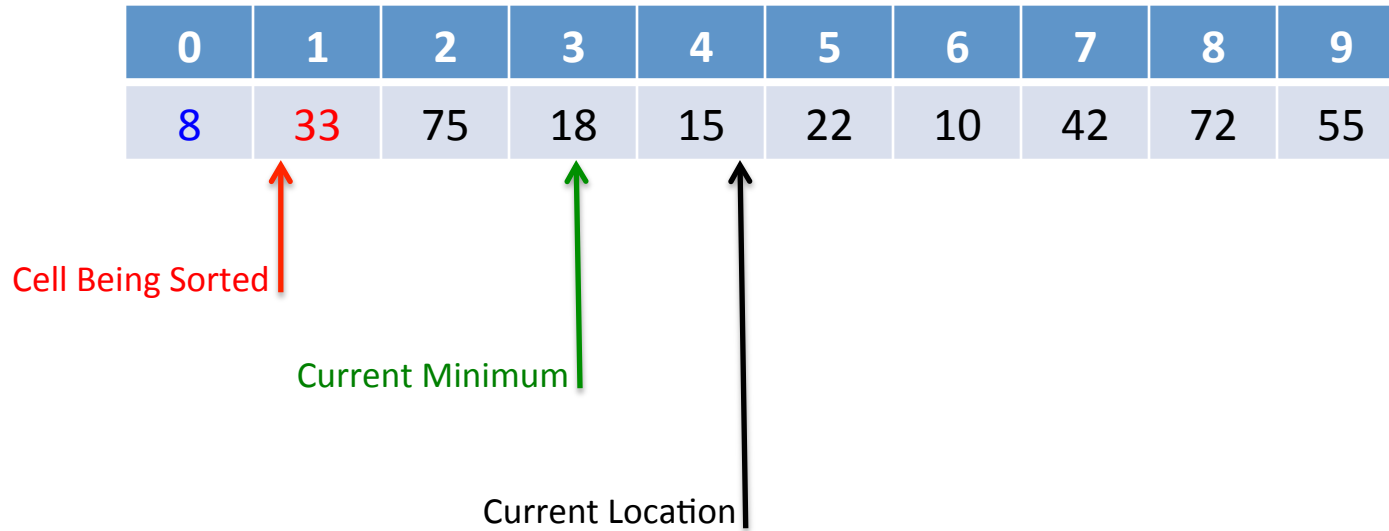 0 1 2 3 4 5 6 7 8 9
8 33 75 18 15 22 10 42 72 55
Cell Being Sorted
Current Minimum
Current Location